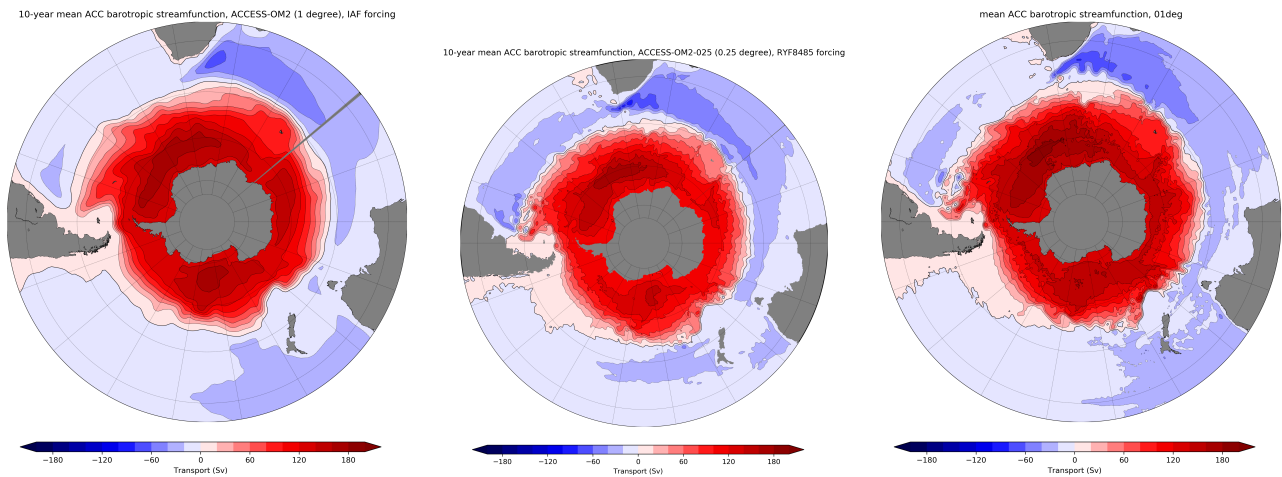 10-year mean ACC barotropic streamfunction, ACCESS-OM2 (1 degree), IAF forcing
−180 −120 −60 0 60 120 180
Transport (Sv)
10-year mean ACC barotropic streamfunction, ACCESS-OM2-025 (0.25 degree), RYF8485 forcing
−180 −120 −60 0 60 120 180
Transport (Sv)
mean ACC barotropic streamfunction, 01deg
−180 −120 −60 0 60 120 180
Transport (Sv)